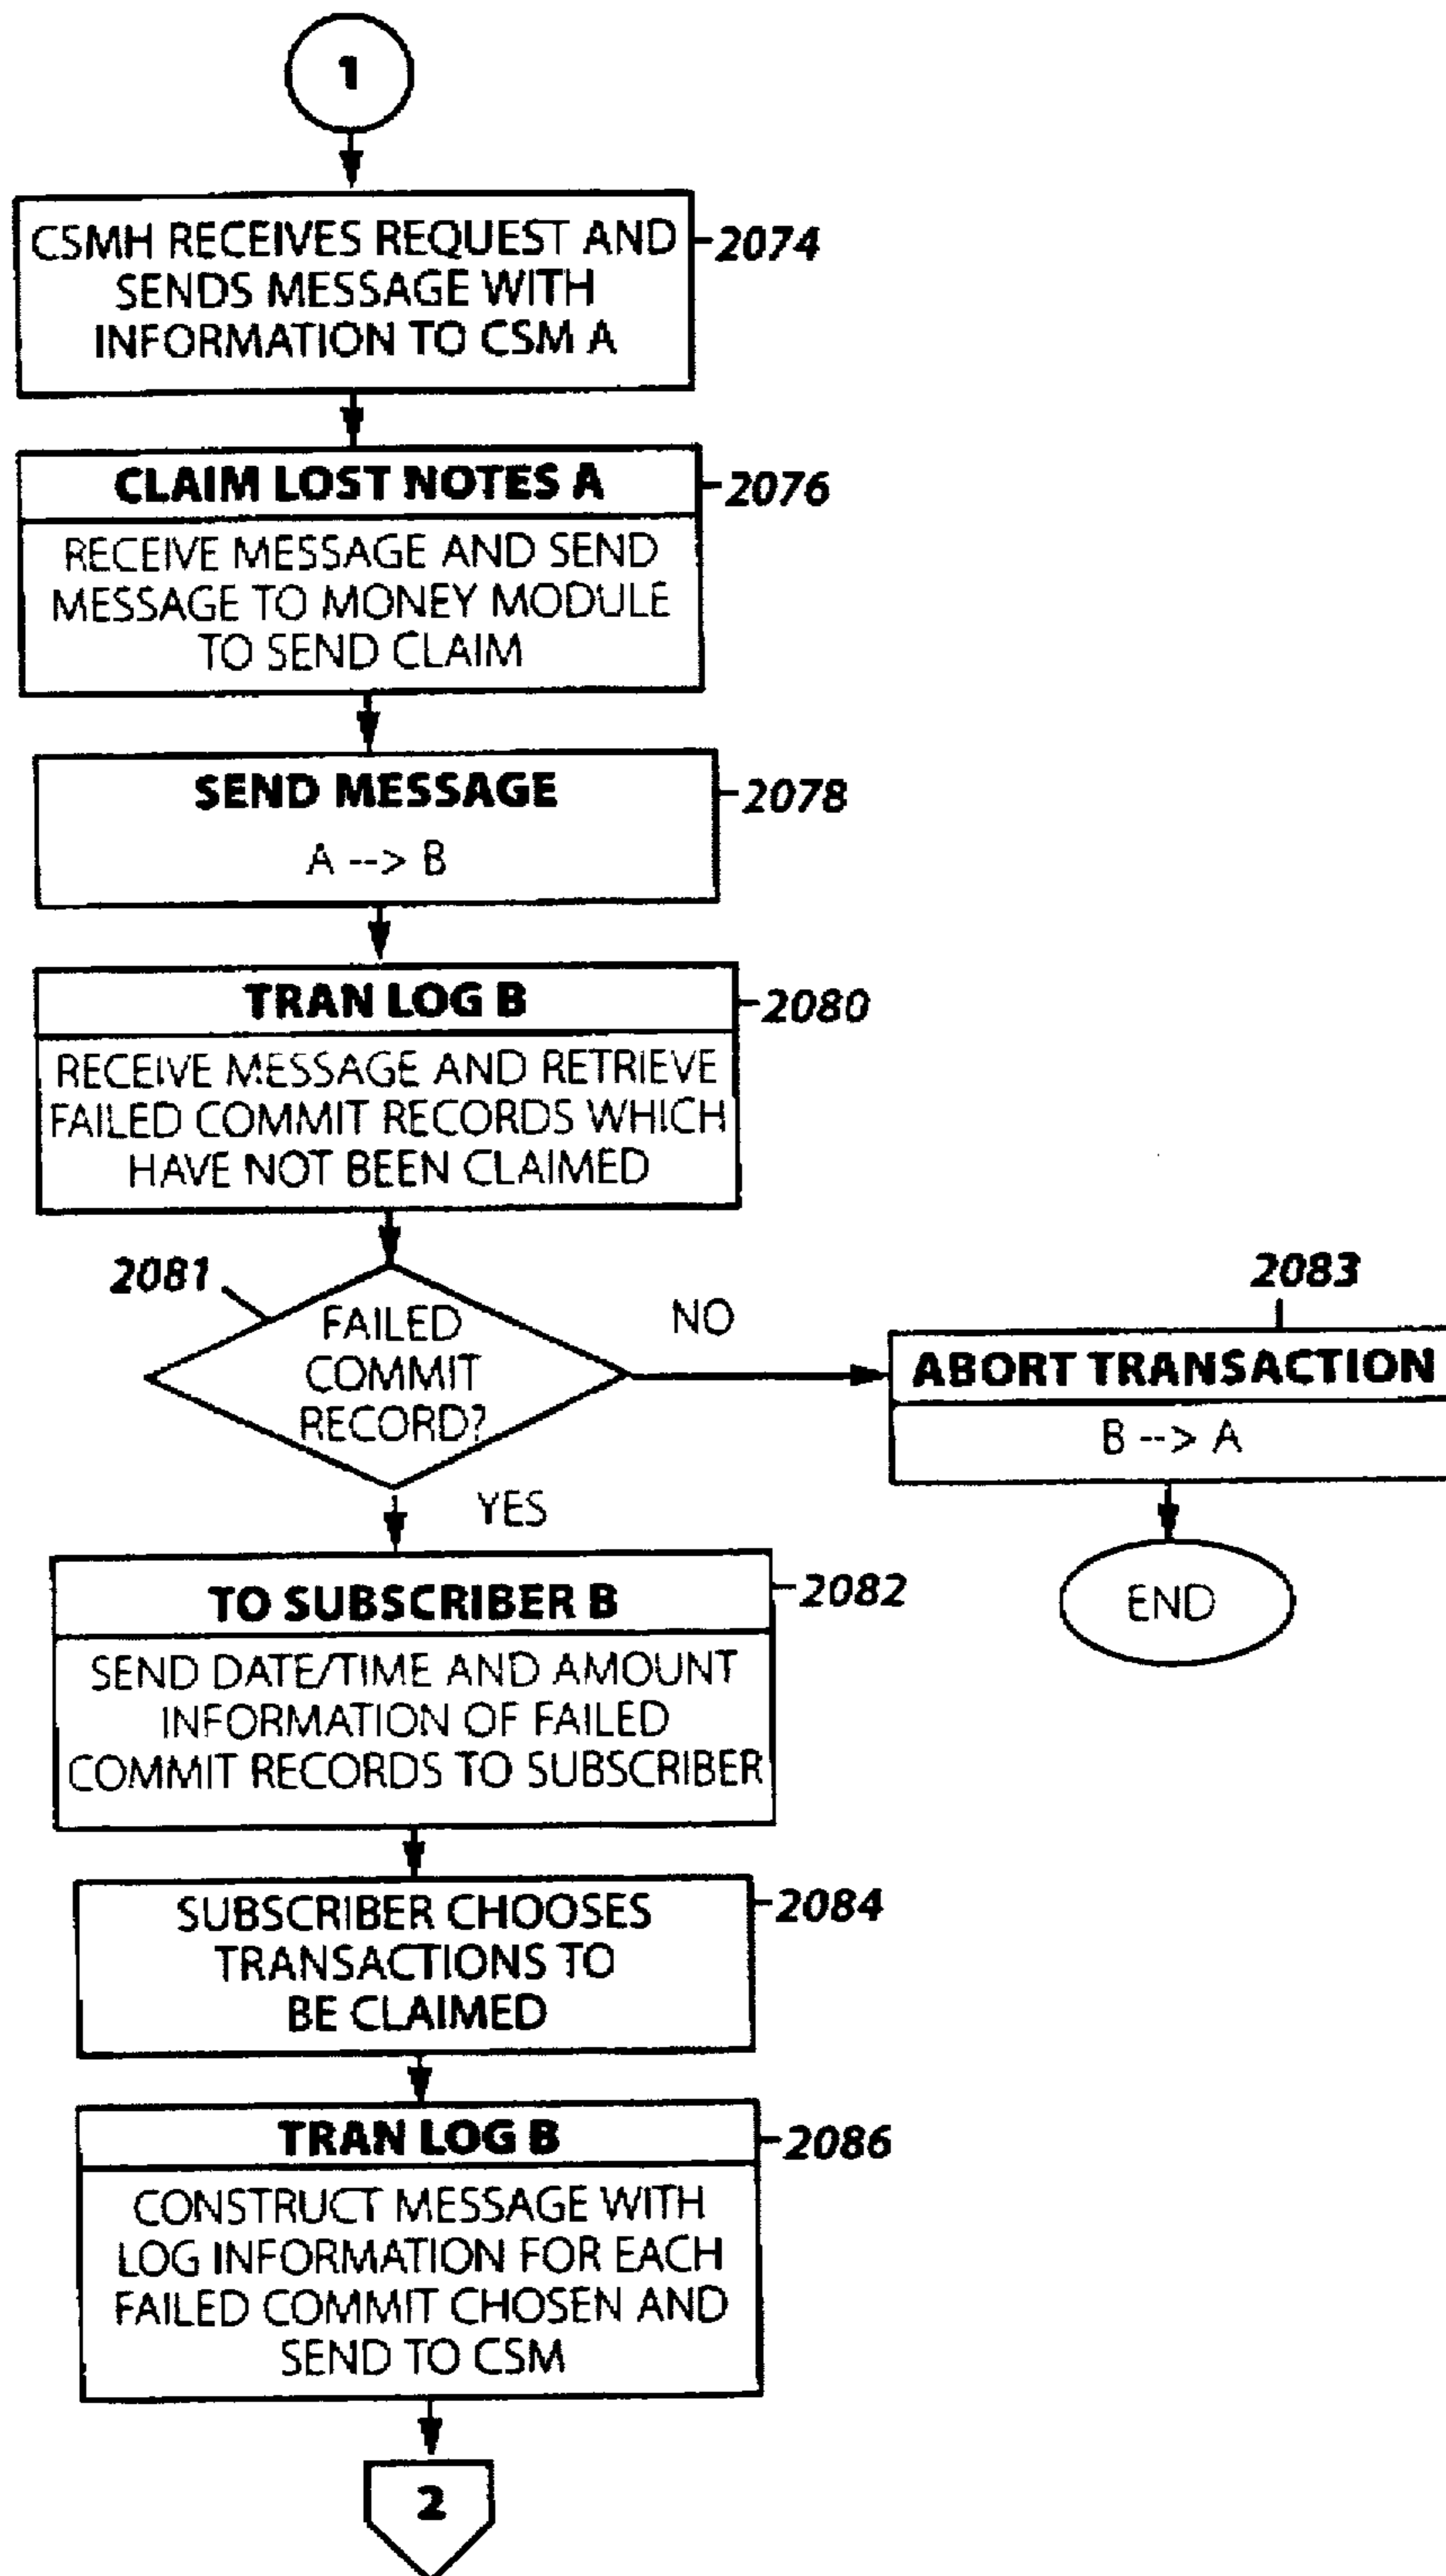 1
CSMH RECEIVES REQUEST AND
SENDS MESSAGE WITH
INFORMATION TO CSM A
2074
CLAIM LOST NOTES A
2076
RECEIVE MESSAGE AND SEND
MESSAGE TO MONEY MODULE
TO SEND CLAIM
SEND MESSAGE
2078
A --> B
TRAN LOG B
2080
RECEIVE MESSAGE AND RETRIEVE
FAILED COMMIT RECORDS WHICH
HAVE NOT BEEN CLAIMED
2081
FAILED
COMMIT
RECORD?
NO
2083
ABORT TRANSACTION
B --> A
END
YES
TO SUBSCRIBER B
2082
SEND DATE/TIME AND AMOUNT
INFORMATION OF FAILED
COMMIT RECORDS TO SUBSCRIBER
SUBSCRIBER CHOOSES
TRANSACTIONS TO
BE CLAIMED
2084
TRAN LOG B
2086
CONSTRUCT MESSAGE WITH
LOG INFORMATION FOR EACH
FAILED COMMIT CHOSEN AND
SEND TO CSM
2